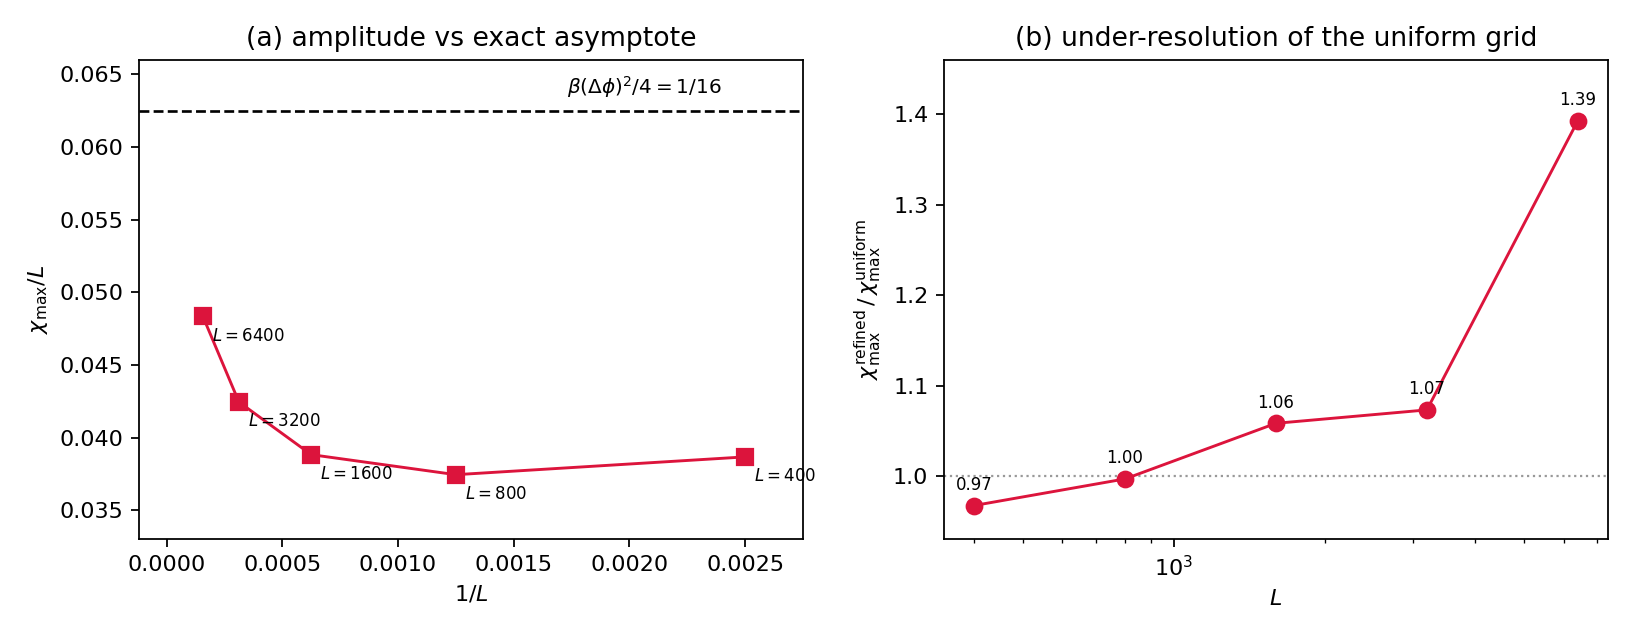 (a) amplitude vs exact asymptote
0.065
0.060
0.055
0.050
0.045
0.040
0.035
χmax/L
β(Δϕ)²/4 = 1/16
L = 6400
L = 3200
L = 1600
L = 800
L = 400
0.0000 0.0005 0.0010 0.0015 0.0020 0.0025
1/L
(b) under-resolution of the uniform grid
1.4
1.3
1.2
1.1
1.0
χ^refined_max / χ^uniform_max
0.97
1.00
1.06
1.07
1.39
10³
L